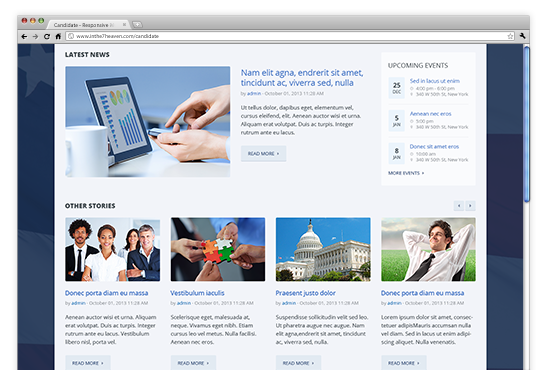 Candidate - Responsive
www.inthe7heaven.com/candidate
LATEST NEWS
Nam elit agna, endrerit sit amet,
tincidunt ac, viverra sed, nulla
by admin - October 01, 2013 11:28 AM
Ut tellus dolor, dapibus eget, elementum vel,
cursus eleifend, elit. Aenean auctor wisi et urna.
Aliquam erat volutpat. Duis ac turpis. Integer
rutrum ante eu lacus.
READ MORE
UPCOMING EVENTS
25
DEC
Sed in lacus ut enim
4:00 pm - 6:00 pm
340 W 50th St, New York
5
JAN
Aenean nec eros
5:00 pm
340 W 50th St, New York
8
JAN
Donec sit amet eros
10:00 am
340 W 50th St, New York
MORE EVENTS
OTHER STORIES
Donec porta diam eu massa
by admin - October 01, 2013 11:28 AM
Aenean auctor wisi et urna. Aliquam
erat volutpat. Duis ac turpis. Integer
rutrum ante eu lacus. Vestibulum
libero nisl, porta vel.
READ MORE
Vestibulum iaculis
by admin - October 01, 2013 11:28 AM
Scelerisque eget, malesuada at,
neque. Vivamus eget nibh. Etiam
cursus leo vel metus. Nulla facilisi.
Aenean nec eros.
READ MORE
Praesent justo dolor
by admin - October 01, 2013 11:28 AM
Suspendisse sollicitudin velit sed leo.
Ut pharetra augue nec augue. Nam
elit agna,endrerit sit amet, tincidunt
ac, viverra sed, nulla.
READ MORE
Donec porta diam eu massa
by admin - October 01, 2013 11:28 AM
Lorem ipsum dolor sit amet, consec-
tetuer adipisMauris accumsan nulla
vel diam. Sed in lacus ut enim adip-
iscing aliquet. Nulla venenatis.
READ MORE